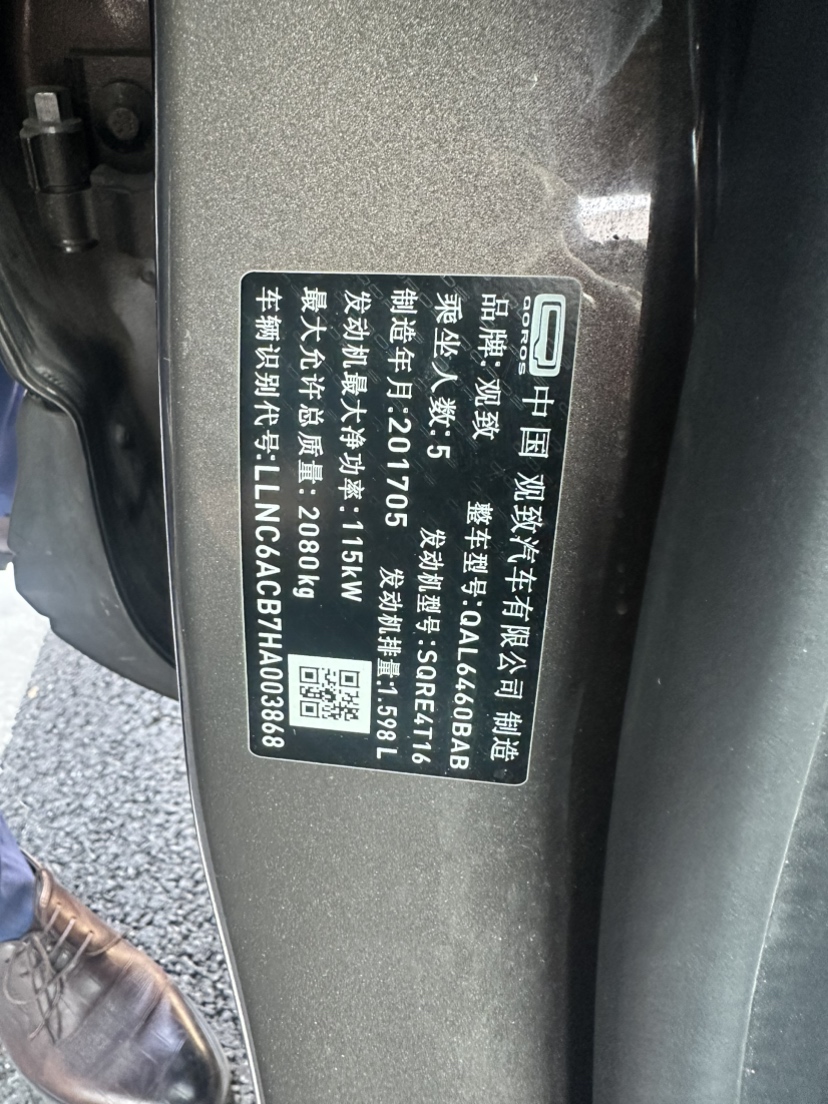 QOROS 中国 观致汽车有限公司 制造
品牌:观致 整车型号:QAL6460BAB
乘坐人数:5 发动机型号:SQRE4T16
制造年月:201705 发动机排量:1.598L
发动机最大净功率:115kW
最大允许总质量:2080kg
车辆识别代号:LLNC6ACB7HA003868